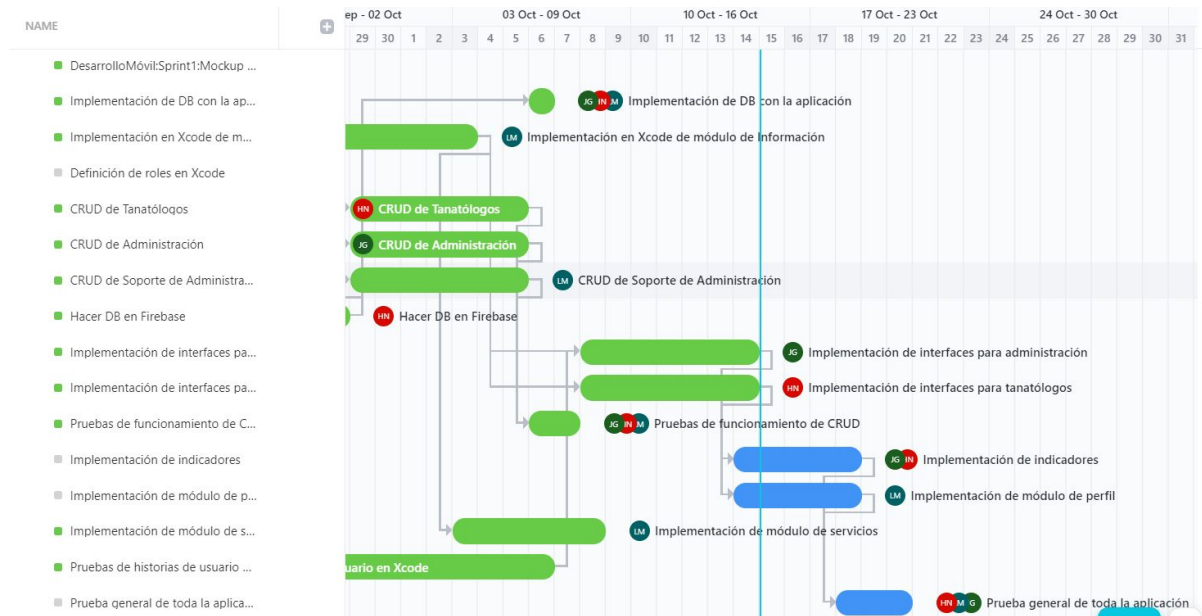 NAME
ep - 02 Oct 03 Oct - 09 Oct 10 Oct - 16 Oct 17 Oct - 23 Oct 24 Oct - 30 Oct
29 30 1 2 3 4 5 6 7 8 9 10 11 12 13 14 15 16 17 18 19 20 21 22 23 24 25 26 27 28 29 30 31
DesarrolloMóvil:Sprint1:Mockup ...
Implementación de DB con la ap... JG IN M Implementación de DB con la aplicación
Implementación en Xcode de m... LM Implementación en Xcode de módulo de Información
Definición de roles en Xcode
CRUD de Tanatólogos HN CRUD de Tanatólogos
CRUD de Administración JG CRUD de Administración
CRUD de Soporte de Administra... LM CRUD de Soporte de Administración
Hacer DB en Firebase HN Hacer DB en Firebase
Implementación de interfaces pa... JG Implementación de interfaces para administración
Implementación de interfaces pa... HN Implementación de interfaces para tanatólogos
Pruebas de funcionamiento de C... JG IN M Pruebas de funcionamiento de CRUD
Implementación de indicadores JG IN Implementación de indicadores
Implementación de módulo de p... LM Implementación de módulo de perfil
Implementación de módulo de s... LM Implementación de módulo de servicios
Pruebas de historias de usuario ... uario en Xcode
Prueba general de toda la aplica... HN M G Prueba general de toda la aplicación